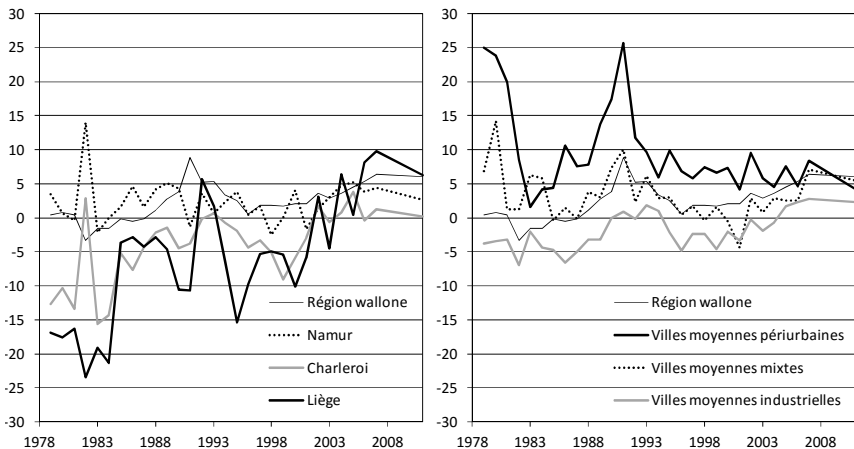 30
25
20
15
10
5
0
-5
-10
-15
-20
-25
-30
1978 1983 1988 1993 1998 2003 2008
Région wallone
Namur
Charleroi
Liège
30
25
20
15
10
5
0
-5
-10
-15
-20
-25
-30
1978 1983 1988 1993 1998 2003 2008
Région wallone
Villes moyennes périurbaines
Villes moyennes mixtes
Villes moyennes industrielles